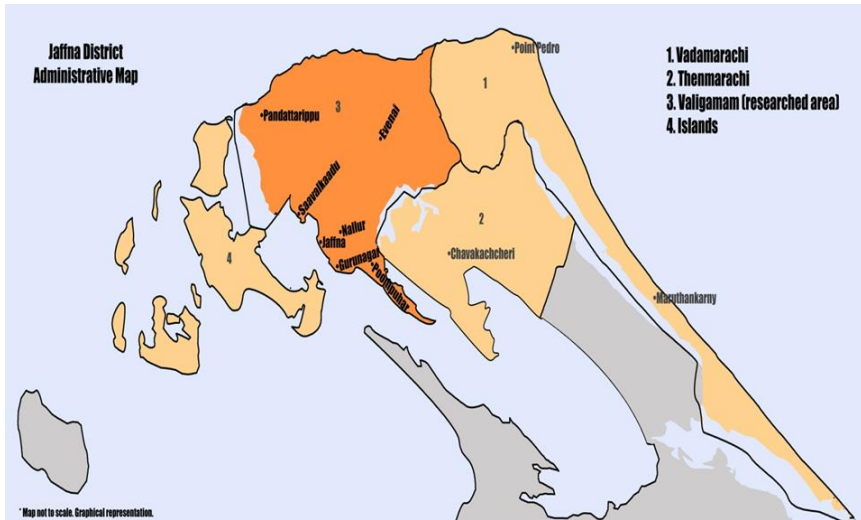 Jaffna District
Administrative Map
1. Vadamarachi
2. Thenmarachi
3. Valigamam (researched area)
4. Islands
•Point Pedro
1
3
•Pandattarippu
•Evenai
•Saavalkaadu
2
•Nallur
•Jaffna
•Chavakachcheri
4
•Gurunagar
•Poompuhar
•Maruthankarny
* Map not to scale. Graphical representation.